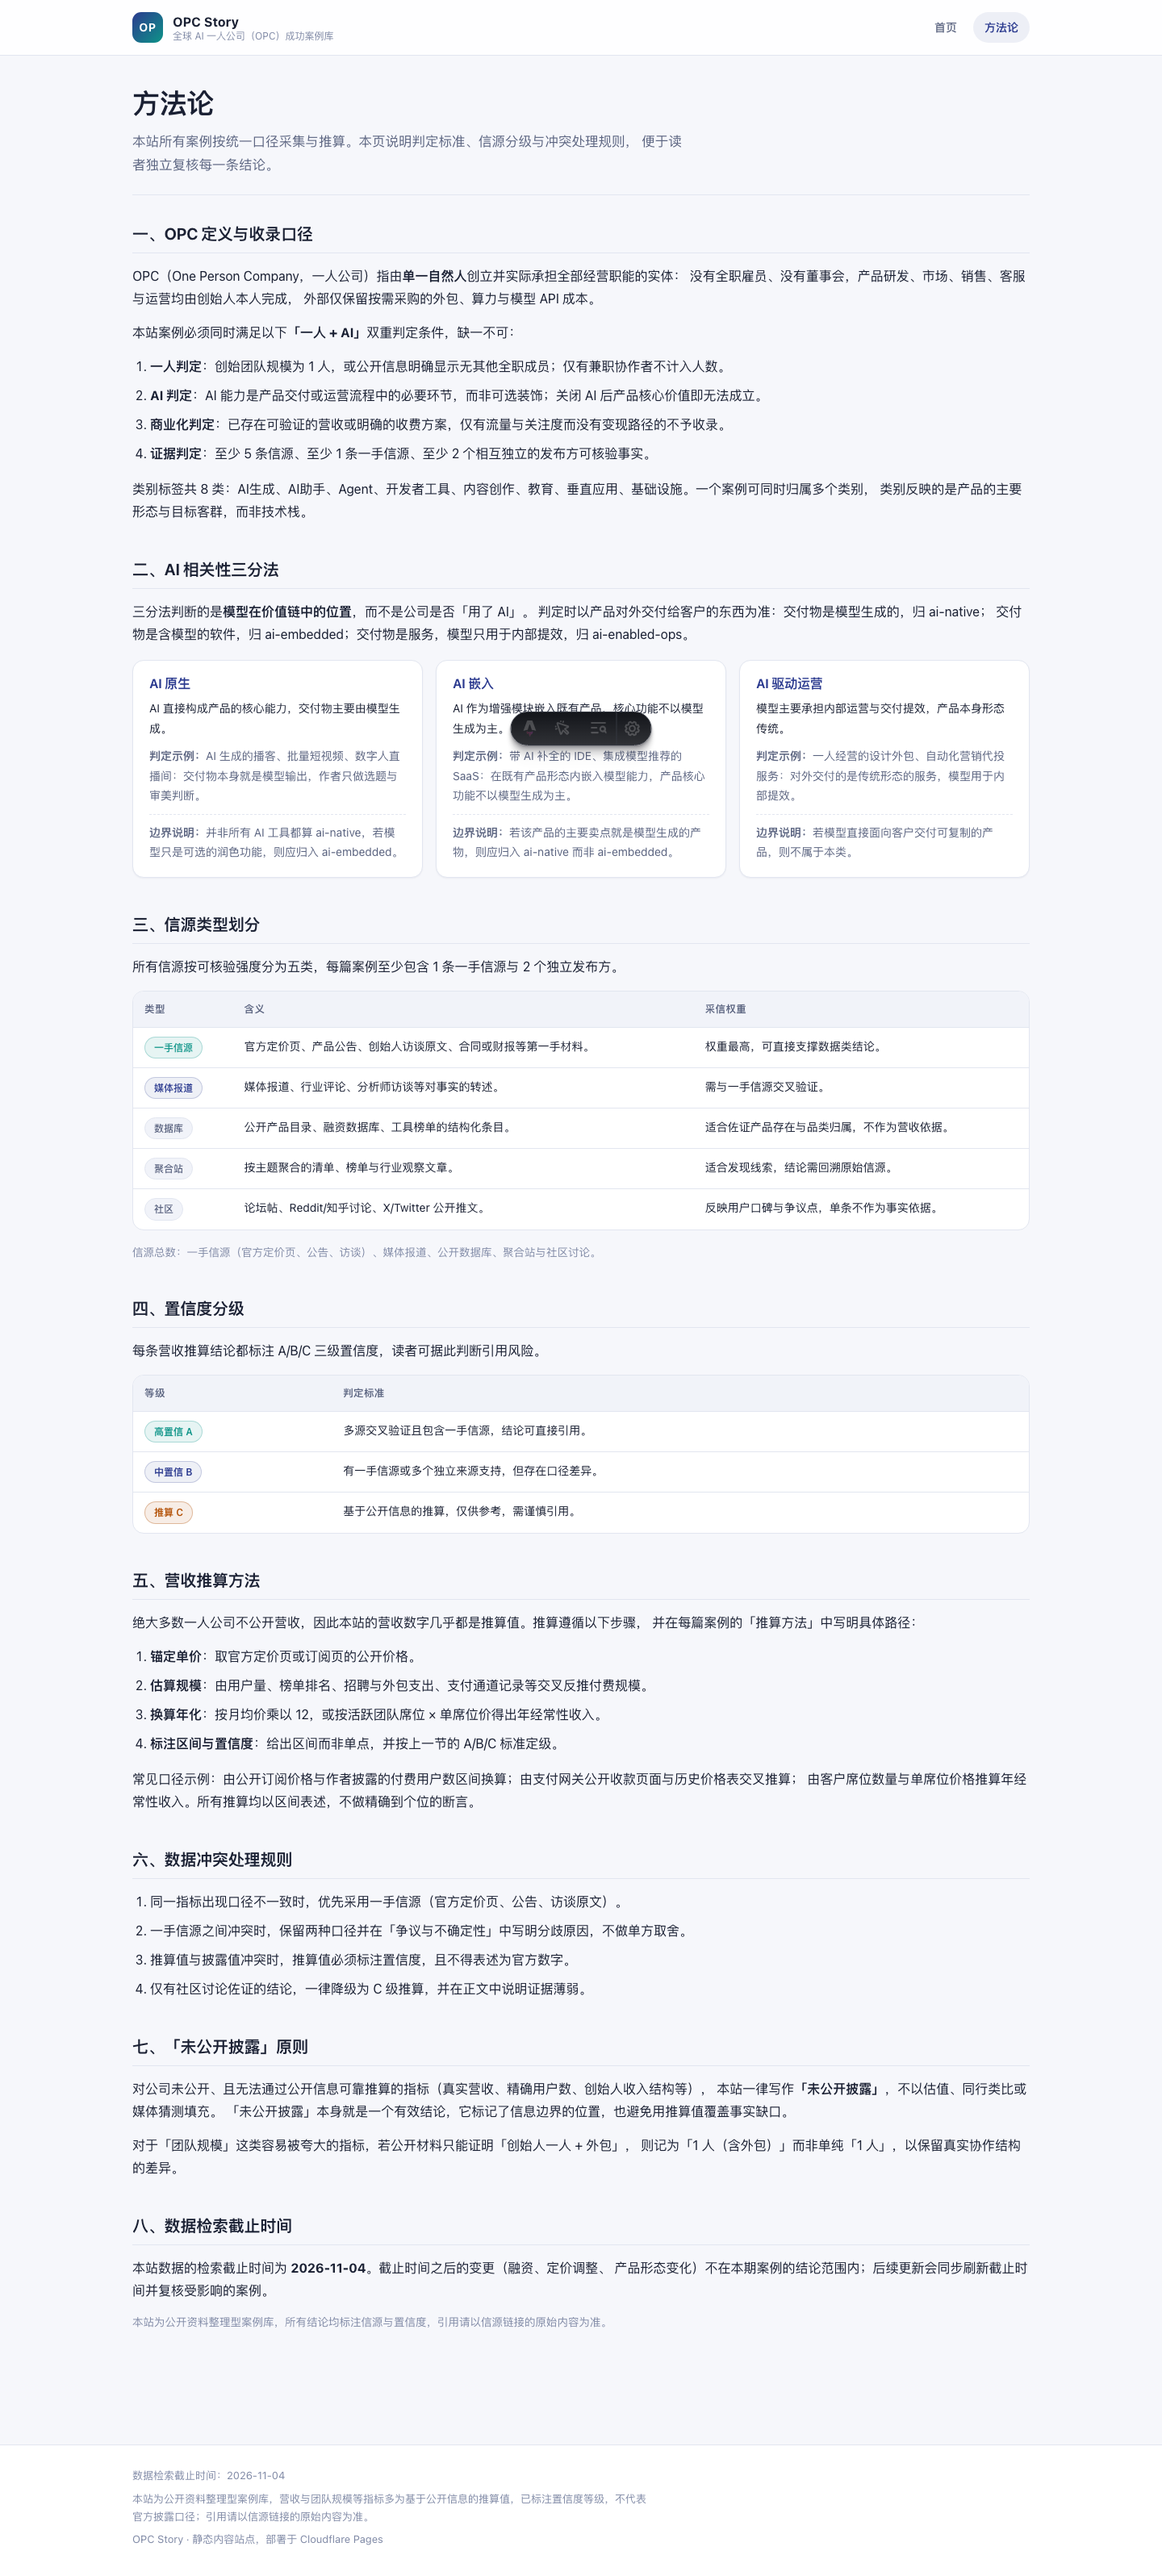 OP
OPC Story
全球 AI 一人公司（OPC）成功案例库
首页
方法论
方法论
本站所有案例按统一口径采集与推算。本页说明判定标准、信源分级与冲突处理规则， 便于读
者独立复核每一条结论。
一、OPC 定义与收录口径
OPC（One Person Company，一人公司）指由单一自然人创立并实际承担全部经营职能的实体： 没有全职雇员、没有董事会，产品研发、市场、销售、客服
与运营均由创始人本人完成， 外部仅保留按需采购的外包、算力与模型 API 成本。
本站案例必须同时满足以下「一人 + AI」双重判定条件，缺一不可：
1. 一人判定：创始团队规模为 1 人，或公开信息明确显示无其他全职成员；仅有兼职协作者不计入人数。
2. AI 判定：AI 能力是产品交付或运营流程中的必要环节，而非可选装饰；关闭 AI 后产品核心价值即无法成立。
3. 商业化判定：已存在可验证的营收或明确的收费方案，仅有流量与关注度而没有变现路径的不予收录。
4. 证据判定：至少 5 条信源、至少 1 条一手信源、至少 2 个相互独立的发布方可核验事实。
类别标签共 8 类：AI生成、AI助手、Agent、开发者工具、内容创作、教育、垂直应用、基础设施。一个案例可同时归属多个类别， 类别反映的是产品的主要
形态与目标客群，而非技术栈。
二、AI 相关性三分法
三分法判断的是模型在价值链中的位置，而不是公司是否「用了 AI」。 判定时以产品对外交付给客户的东西为准：交付物是模型生成的，归 ai-native； 交付
物是含模型的软件，归 ai-embedded；交付物是服务，模型只用于内部提效，归 ai-enabled-ops。
AI 原生
AI 直接构成产品的核心能力，交付物主要由模型生
成。
判定示例：AI 生成的播客、批量短视频、数字人直
播间：交付物本身就是模型输出，作者只做选题与
审美判断。
边界说明：并非所有 AI 工具都算 ai-native，若模
型只是可选的润色功能，则应归入 ai-embedded。
AI 嵌入
AI 作为增强模块嵌入既有产品，核心功能不以模型
生成为主。
判定示例：带 AI 补全的 IDE、集成模型推荐的
SaaS：在既有产品形态内嵌入模型能力，产品核心
功能不以模型生成为主。
边界说明：若该产品的主要卖点就是模型生成的产
物，则应归入 ai-native 而非 ai-embedded。
AI 驱动运营
模型主要承担内部运营与交付提效，产品本身形态
传统。
判定示例：一人经营的设计外包、自动化营销代投
服务：对外交付的是传统形态的服务，模型用于内
部提效。
边界说明：若模型直接面向客户交付可复制的产
品，则不属于本类。
三、信源类型划分
所有信源按可核验强度分为五类，每篇案例至少包含 1 条一手信源与 2 个独立发布方。
类型 含义 采信权重
一手信源 官方定价页、产品公告、创始人访谈原文、合同或财报等第一手材料。 权重最高，可直接支撑数据类结论。
媒体报道 媒体报道、行业评论、分析师访谈等对事实的转述。 需与一手信源交叉验证。
数据库 公开产品目录、融资数据库、工具榜单的结构化条目。 适合佐证产品存在与品类归属，不作为营收依据。
聚合站 按主题聚合的清单、榜单与行业观察文章。 适合发现线索，结论需回溯原始信源。
社区 论坛帖、Reddit/知乎讨论、X/Twitter 公开推文。 反映用户口碑与争议点，单条不作为事实依据。
信源总数：一手信源（官方定价页、公告、访谈）、媒体报道、公开数据库、聚合站与社区讨论。
四、置信度分级
每条营收推算结论都标注 A/B/C 三级置信度，读者可据此判断引用风险。
等级 判定标准
高置信 A 多源交叉验证且包含一手信源，结论可直接引用。
中置信 B 有一手信源或多个独立来源支持，但存在口径差异。
推算 C 基于公开信息的推算，仅供参考，需谨慎引用。
五、营收推算方法
绝大多数一人公司不公开营收，因此本站的营收数字几乎都是推算值。推算遵循以下步骤， 并在每篇案例的「推算方法」中写明具体路径：
1. 锚定单价：取官方定价页或订阅页的公开价格。
2. 估算规模：由用户量、榜单排名、招聘与外包支出、支付通道记录等交叉反推付费规模。
3. 换算年化：按月均价乘以 12，或按活跃团队席位 × 单席位价得出年经常性收入。
4. 标注区间与置信度：给出区间而非单点，并按上一节的 A/B/C 标准定级。
常见口径示例：由公开订阅价格与作者披露的付费用户数区间换算；由支付网关公开收款页面与历史价格表交叉推算； 由客户席位数量与单席位价格推算年经
常性收入。所有推算均以区间表述，不做精确到个位的断言。
六、数据冲突处理规则
1. 同一指标出现口径不一致时，优先采用一手信源（官方定价页、公告、访谈原文）。
2. 一手信源之间冲突时，保留两种口径并在「争议与不确定性」中写明分歧原因，不做单方取舍。
3. 推算值与披露值冲突时，推算值必须标注置信度，且不得表述为官方数字。
4. 仅有社区讨论佐证的结论，一律降级为 C 级推算，并在正文中说明证据薄弱。
七、「未公开披露」原则
对公司未公开、且无法通过公开信息可靠推算的指标（真实营收、精确用户数、创始人收入结构等）， 本站一律写作「未公开披露」，不以估值、同行类比或
媒体猜测填充。 「未公开披露」本身就是一个有效结论，它标记了信息边界的位置，也避免用推算值覆盖事实缺口。
对于「团队规模」这类容易被夸大的指标，若公开材料只能证明「创始人一人 + 外包」， 则记为「1 人（含外包）」而非单纯「1 人」，以保留真实协作结构
的差异。
八、数据检索截止时间
本站数据的检索截止时间为 2026-11-04。截止时间之后的变更（融资、定价调整、 产品形态变化）不在本期案例的结论范围内；后续更新会同步刷新截止时
间并复核受影响的案例。
本站为公开资料整理型案例库，所有结论均标注信源与置信度，引用请以信源链接的原始内容为准。
数据检索截止时间：2026-11-04
本站为公开资料整理型案例库，营收与团队规模等指标多为基于公开信息的推算值，已标注置信度等级，不代表
官方披露口径；引用请以信源链接的原始内容为准。
OPC Story · 静态内容站点，部署于 Cloudflare Pages